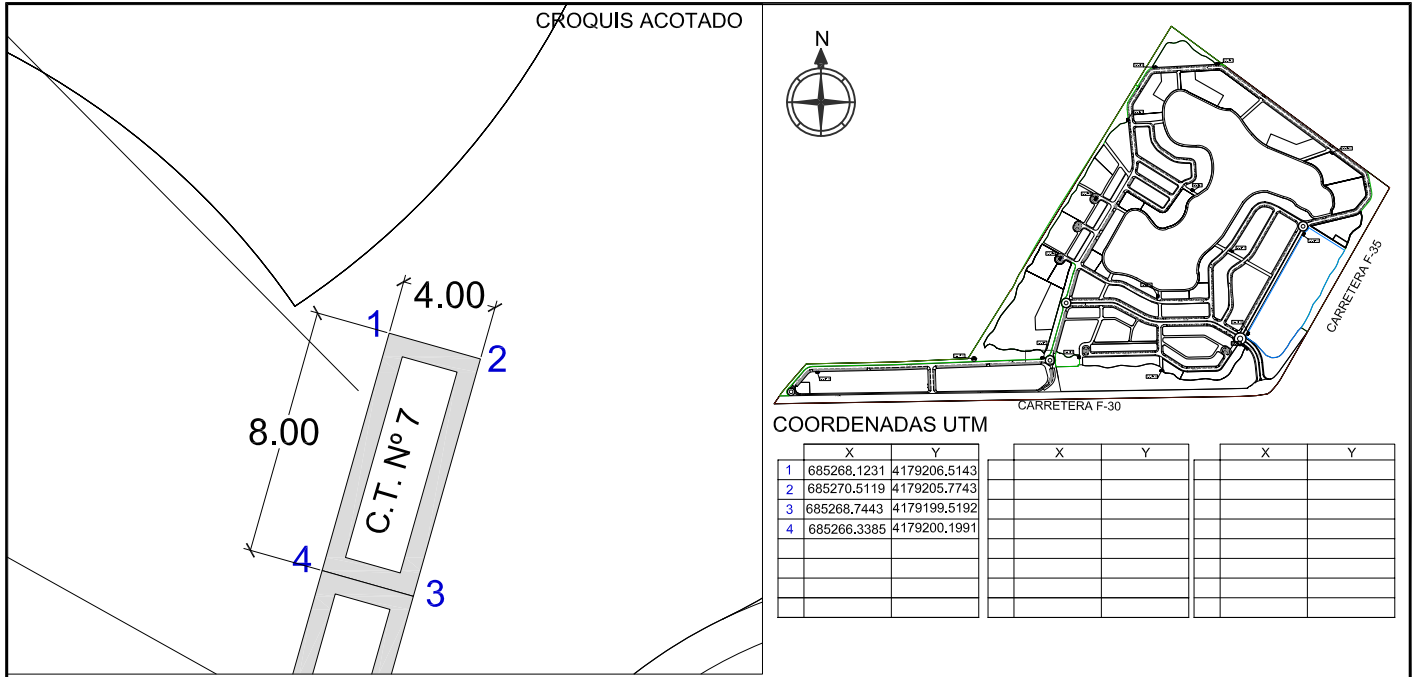 CROQUIS ACOTADO
4.00
1
2
8.00
C.T. Nº 7
4
3
N
CARRETERA F-35
CARRETERA F-30
COORDENADAS UTM
X Y X Y X Y
1 685268.1231 4179206.5143
2 685270.5119 4179205.7743
3 685268.7443 4179199.5192
4 685266.3385 4179200.1991